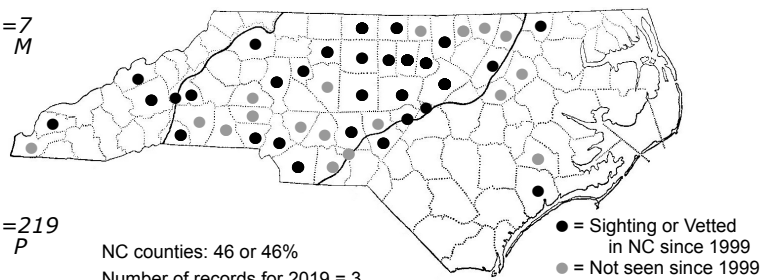 =7
M
=219
P
NC counties: 46 or 46%
Number of records for 2019 = 3
● = Sighting or Vetted
in NC since 1999
● = Not seen since 1999